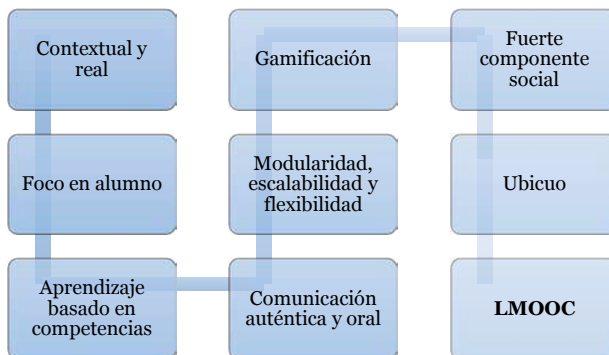 Contextual y
real
Foco en alumno
Aprendizaje
basado en
competencias
Comunicación
auténtica y oral
Modularidad,
escalabilidad y
flexibilidad
Gamificación
Fuerte
componente
social
Ubicuo
LMOOC